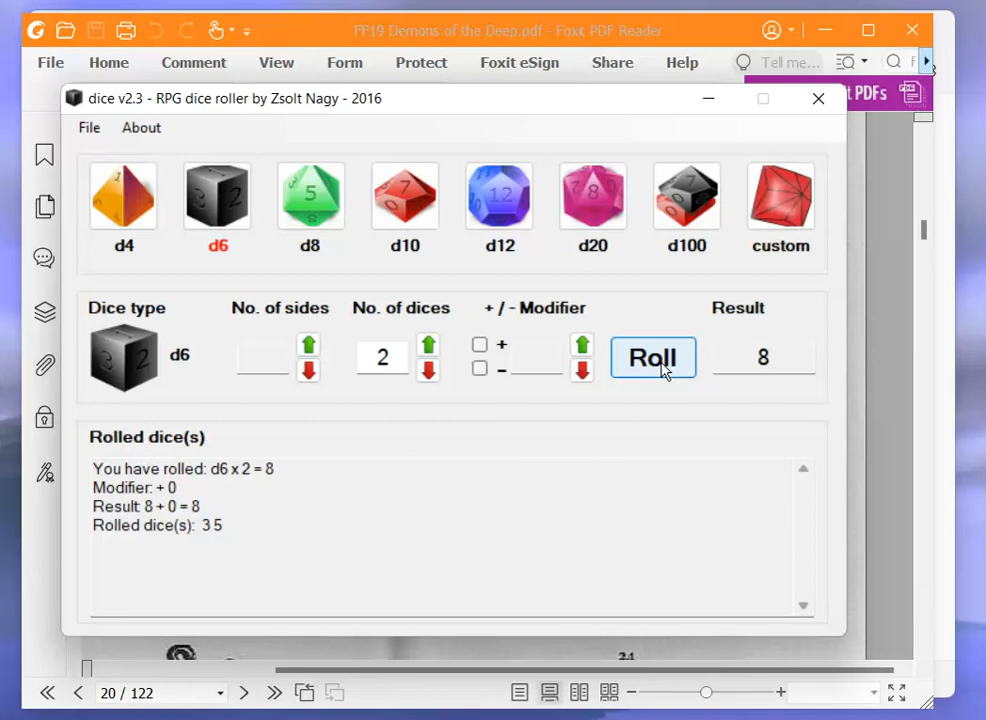 FF19 Demons of the Deep.pdf - Foxit PDF Reader
File Home Comment View Form Protect Foxit eSign Share Help Tell me... F
dice v2.3 - RPG dice roller by Zsolt Nagy - 2016
t PDFs
File About
d4 d6 d8 d10 d12 d20 d100 custom
Dice type No. of sides No. of dices + / - Modifier Result
d6 2 + - Roll 8
Rolled dice(s)
You have rolled: d6 x 2 = 8
Modifier: + 0
Result: 8 + 0 = 8
Rolled dice(s): 3 5
20 / 122